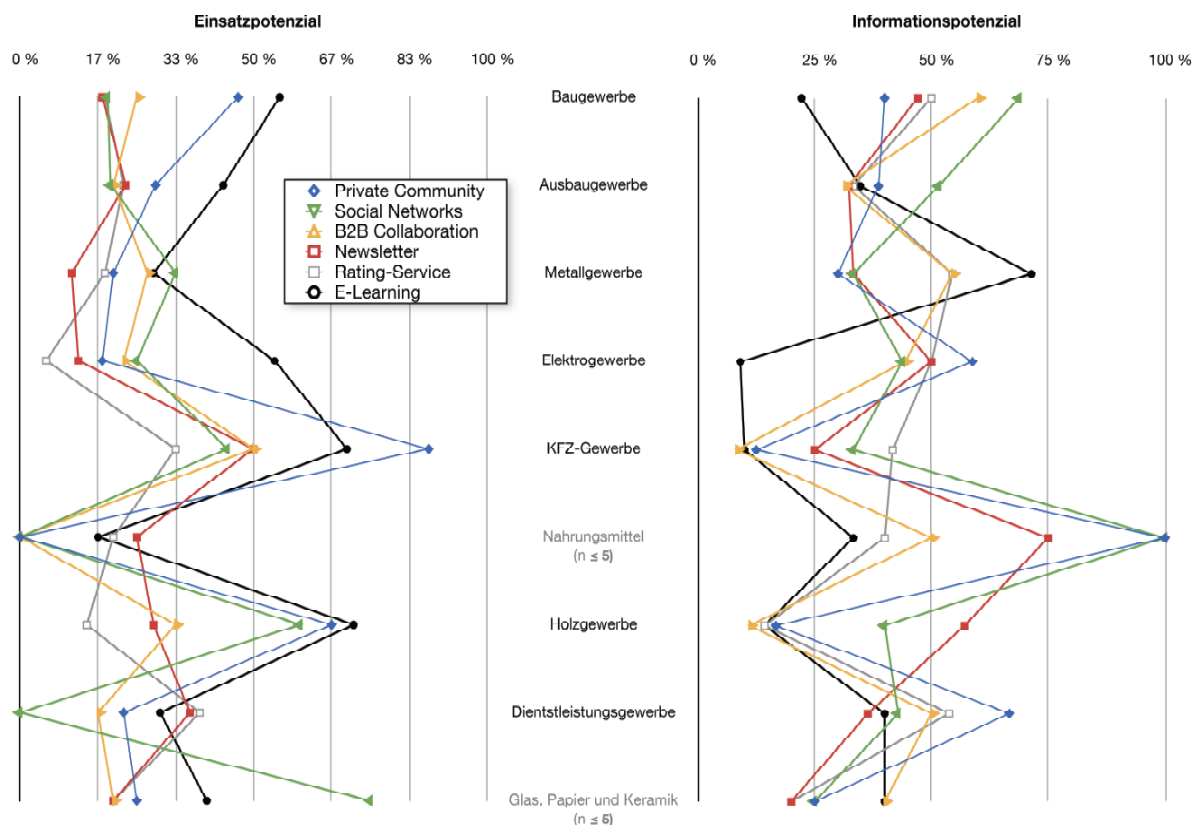 Einsatzpotenzial
Informationspotenzial
0 % 17 % 33 % 50 % 67 % 83 % 100 %
0 % 25 % 50 % 75 % 100 %
Baugewerbe
Ausbaugewerbe
Private Community
Social Networks
B2B Collaboration
Newsletter
Rating-Service
E-Learning
Metallgewerbe
Elektrogewerbe
KFZ-Gewerbe
Nahrungsmittel
(n ≤ 5)
Holzgewerbe
Dientstleistungsgewerbe
Glas, Papier und Keramik
(n ≤ 5)